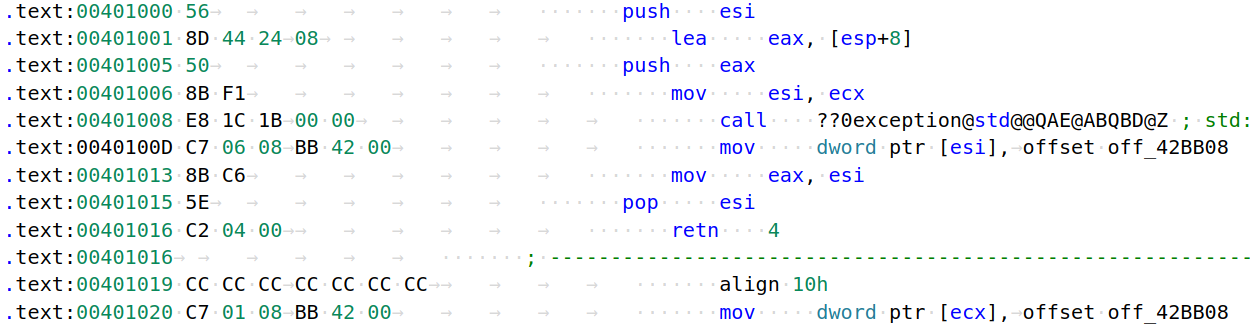 .text:00401000 56 push esi
.text:00401001 8D 44 24 08 lea eax, [esp+8]
.text:00401005 50 push eax
.text:00401006 8B F1 mov esi, ecx
.text:00401008 E8 1C 1B 00 00 call ??0exception@std@@QAE@ABQBD@Z ; std:
.text:0040100D C7 06 08 BB 42 00 mov dword ptr [esi], offset off_42BB08
.text:00401013 8B C6 mov eax, esi
.text:00401015 5E pop esi
.text:00401016 C2 04 00 retn 4
.text:00401016 ; ----------------------------------------------------------
.text:00401019 CC CC CC CC CC CC CC align 10h
.text:00401020 C7 01 08 BB 42 00 mov dword ptr [ecx], offset off_42BB08